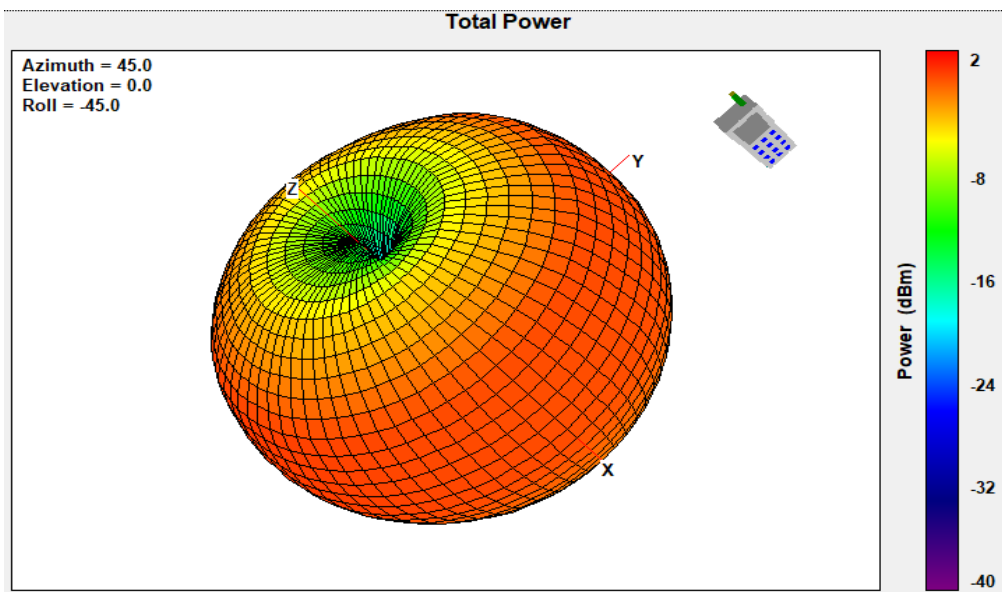 Total Power
Azimuth = 45.0
Elevation = 0.0
Roll = -45.0
Z
Y
X
Power (dBm)
2
-8
-16
-24
-32
-40